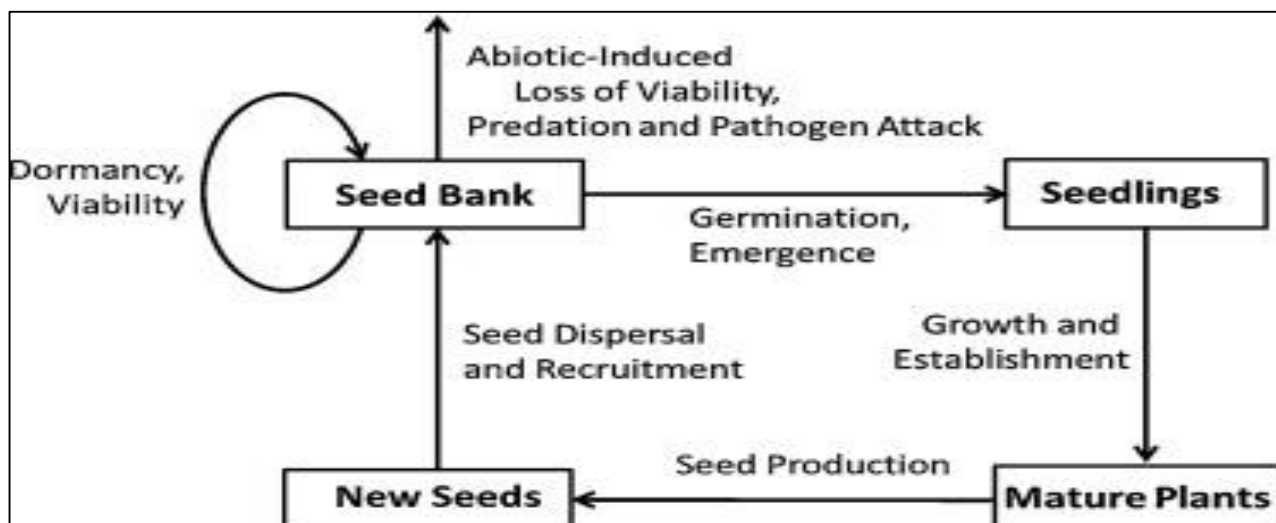 Abiotic-Induced
Loss of Viability,
Predation and Pathogen Attack
Dormancy,
Viability
Seed Bank
Seedlings
Germination,
Emergence
Seed Dispersal
and Recruitment
Growth and
Establishment
Seed Production
New Seeds
Mature Plants